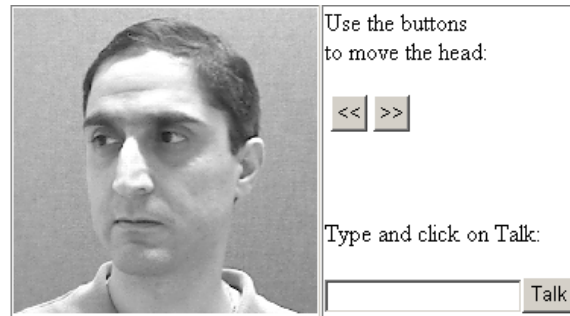 Use the buttons
to move the head:
<< >>
Type and click on Talk:
Talk